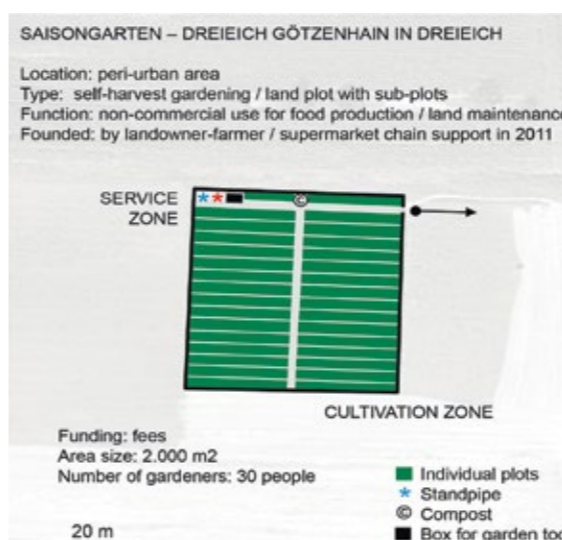 SAISONGARTEN – DREIEICH GÖTZENHAIN IN DREIEICH
Location: peri-urban area
Type: self-harvest gardening / land plot with sub-plots
Function: non-commercial use for food production / land maintenance
Founded: by landowner-farmer / supermarket chain support in 2011
SERVICE
ZONE
©
CULTIVATION ZONE
Funding: fees
Area size: 2.000 m2
Number of gardeners: 30 people
Individual plots
* Standpipe
© Compost
Box for garden too
20 m